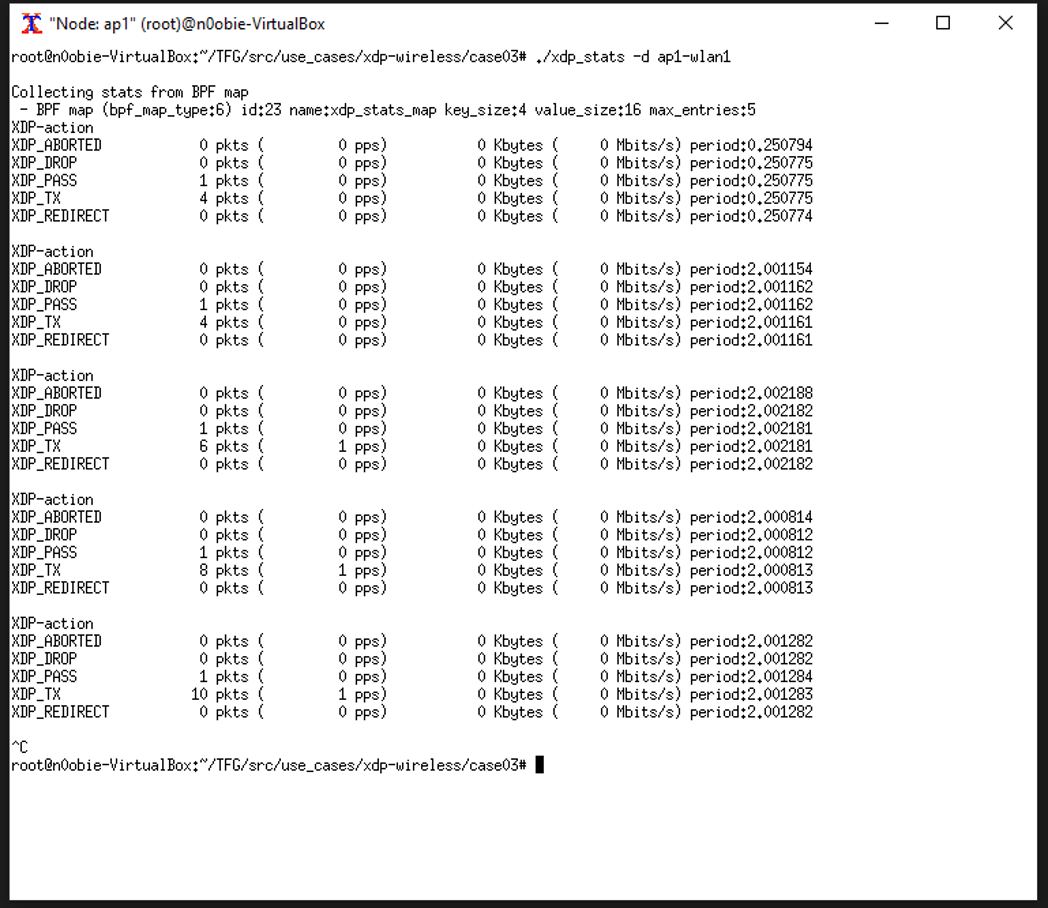 "Node: ap1" (root)@n0obie-VirtualBox
root@n0obie-VirtualBox:~/TFG/src/use_cases/xdp-wireless/case03# ./xdp_stats -d ap1-wlan1
Collecting stats from BPF map
- BPF map (bpf_map_type:6) id:23 name:xdp_stats_map key_size:4 value_size:16 max_entries:5
XDP-action
XDP_ABORTED 0 pkts ( 0 pps) 0 Kbytes ( 0 Mbits/s) period:0.250794
XDP_DROP 0 pkts ( 0 pps) 0 Kbytes ( 0 Mbits/s) period:0.250775
XDP_PASS 1 pkts ( 0 pps) 0 Kbytes ( 0 Mbits/s) period:0.250775
XDP_TX 4 pkts ( 0 pps) 0 Kbytes ( 0 Mbits/s) period:0.250775
XDP_REDIRECT 0 pkts ( 0 pps) 0 Kbytes ( 0 Mbits/s) period:0.250774
XDP-action
XDP_ABORTED 0 pkts ( 0 pps) 0 Kbytes ( 0 Mbits/s) period:2.001154
XDP_DROP 0 pkts ( 0 pps) 0 Kbytes ( 0 Mbits/s) period:2.001162
XDP_PASS 1 pkts ( 0 pps) 0 Kbytes ( 0 Mbits/s) period:2.001162
XDP_TX 4 pkts ( 0 pps) 0 Kbytes ( 0 Mbits/s) period:2.001161
XDP_REDIRECT 0 pkts ( 0 pps) 0 Kbytes ( 0 Mbits/s) period:2.001161
XDP-action
XDP_ABORTED 0 pkts ( 0 pps) 0 Kbytes ( 0 Mbits/s) period:2.002188
XDP_DROP 0 pkts ( 0 pps) 0 Kbytes ( 0 Mbits/s) period:2.002182
XDP_PASS 1 pkts ( 0 pps) 0 Kbytes ( 0 Mbits/s) period:2.002181
XDP_TX 6 pkts ( 1 pps) 0 Kbytes ( 0 Mbits/s) period:2.002181
XDP_REDIRECT 0 pkts ( 0 pps) 0 Kbytes ( 0 Mbits/s) period:2.002182
XDP-action
XDP_ABORTED 0 pkts ( 0 pps) 0 Kbytes ( 0 Mbits/s) period:2.000814
XDP_DROP 0 pkts ( 0 pps) 0 Kbytes ( 0 Mbits/s) period:2.000812
XDP_PASS 1 pkts ( 0 pps) 0 Kbytes ( 0 Mbits/s) period:2.000812
XDP_TX 8 pkts ( 1 pps) 0 Kbytes ( 0 Mbits/s) period:2.000813
XDP_REDIRECT 0 pkts ( 0 pps) 0 Kbytes ( 0 Mbits/s) period:2.000813
XDP-action
XDP_ABORTED 0 pkts ( 0 pps) 0 Kbytes ( 0 Mbits/s) period:2.001282
XDP_DROP 0 pkts ( 0 pps) 0 Kbytes ( 0 Mbits/s) period:2.001282
XDP_PASS 1 pkts ( 0 pps) 0 Kbytes ( 0 Mbits/s) period:2.001284
XDP_TX 10 pkts ( 1 pps) 0 Kbytes ( 0 Mbits/s) period:2.001283
XDP_REDIRECT 0 pkts ( 0 pps) 0 Kbytes ( 0 Mbits/s) period:2.001282
^C
root@n0obie-VirtualBox:~/TFG/src/use_cases/xdp-wireless/case03#